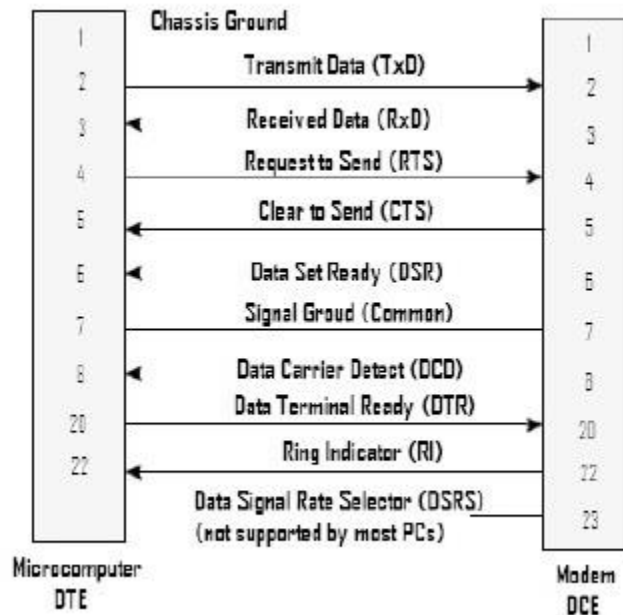 Chassis Ground
1 1
Transmit Data (TxD)
2 2
Received Data (RxD)
3 3
Request to Send (RTS)
4 4
Clear to Send (CTS)
5 5
Data Set Ready (DSR)
6 6
Signal Groud (Common)
7 7
Data Carrier Detect (DCD)
8 8
Data Terminal Ready (DTR)
20 20
Ring Indicator (RI)
22 22
Data Signal Rate Selector (DSRS)
23
(not supported by most PCs)
Microcomputer
DTE
Modem
DCE